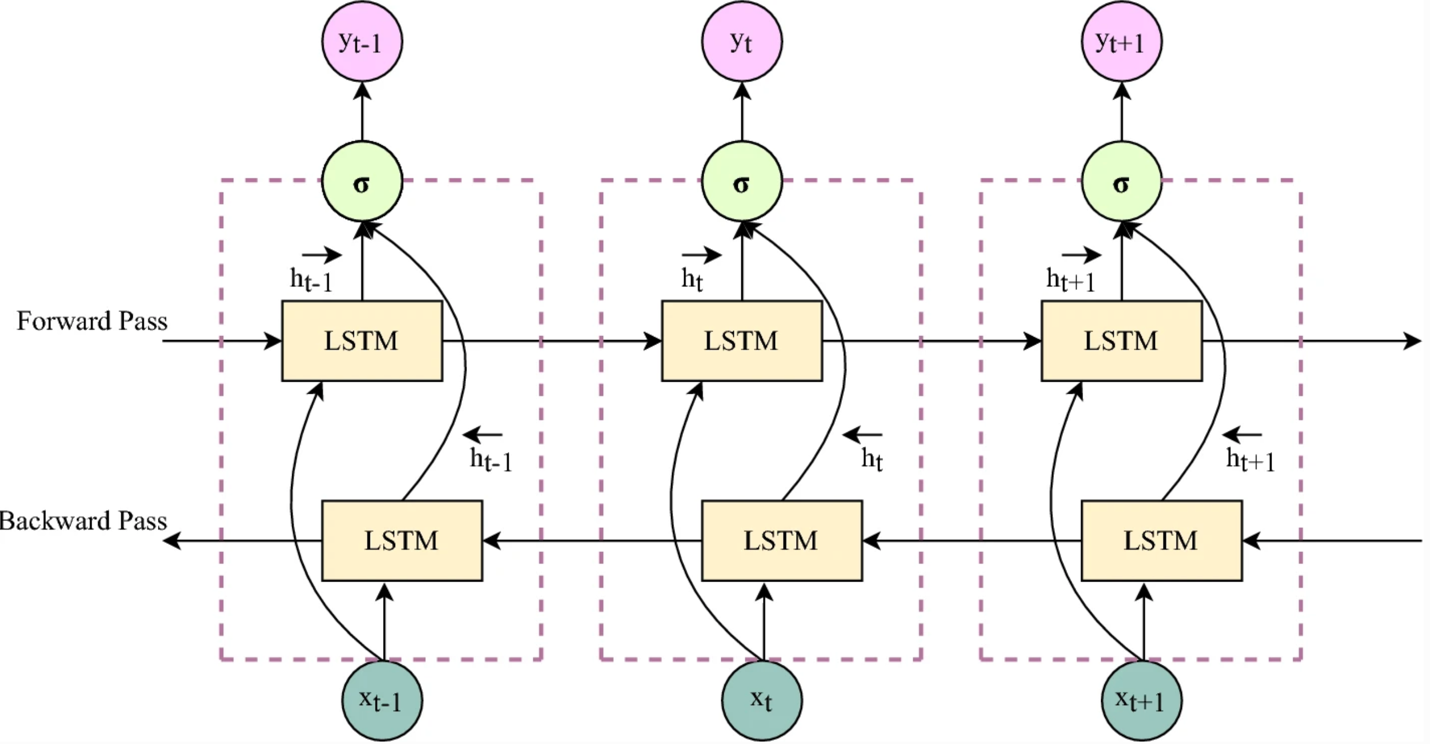 yt-1 yt yt+1
σ σ σ
ht-1 ht ht+1
Forward Pass LSTM LSTM LSTM
ht-1 ht ht+1
Backward Pass LSTM LSTM LSTM
xt-1 xt xt+1